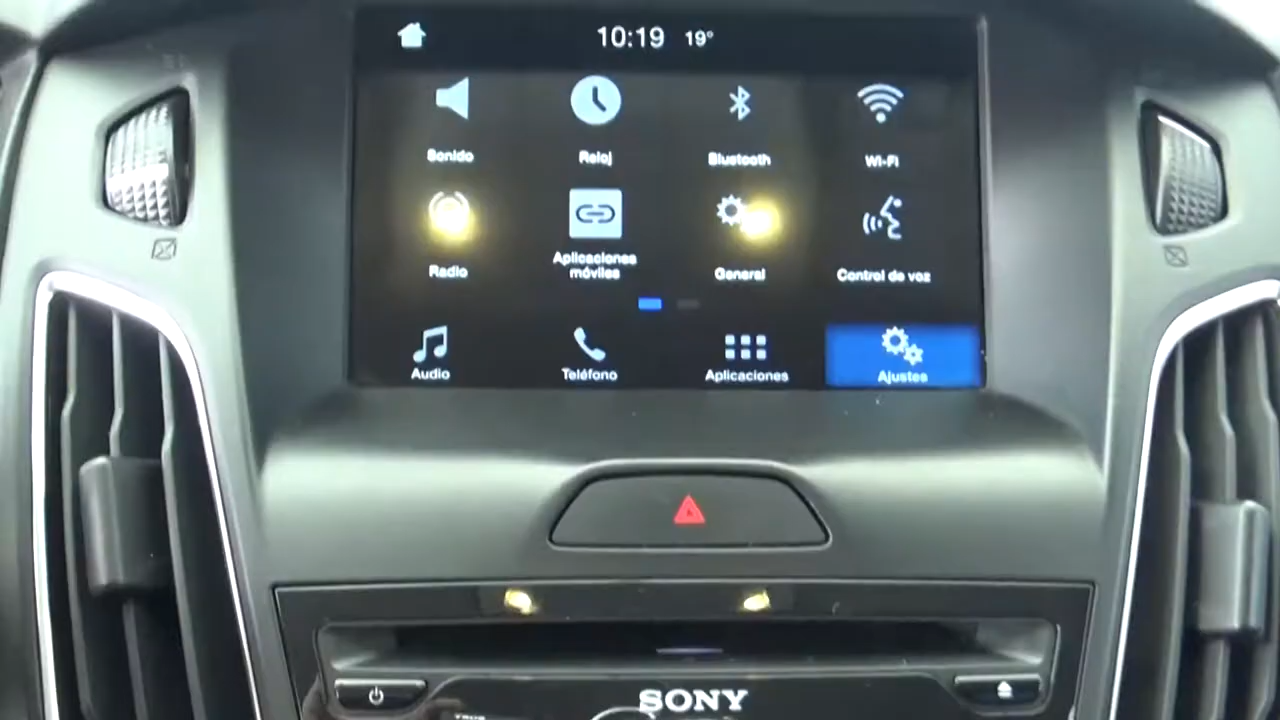 10:19 19°
Sonido Reloj Bluetooth Wi-Fi
Radio Aplicaciones móviles General Control de voz
Audio Teléfono Aplicaciones Ajustes
SONY